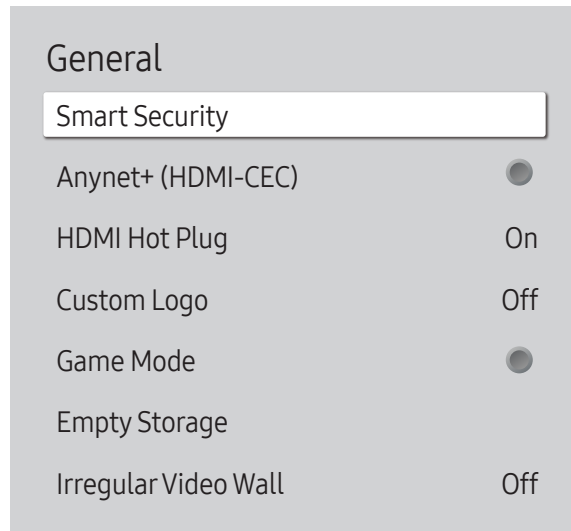 General
Smart Security
Anynet+ (HDMI-CEC)
HDMI Hot Plug On
Custom Logo Off
Game Mode
Empty Storage
Irregular Video Wall Off